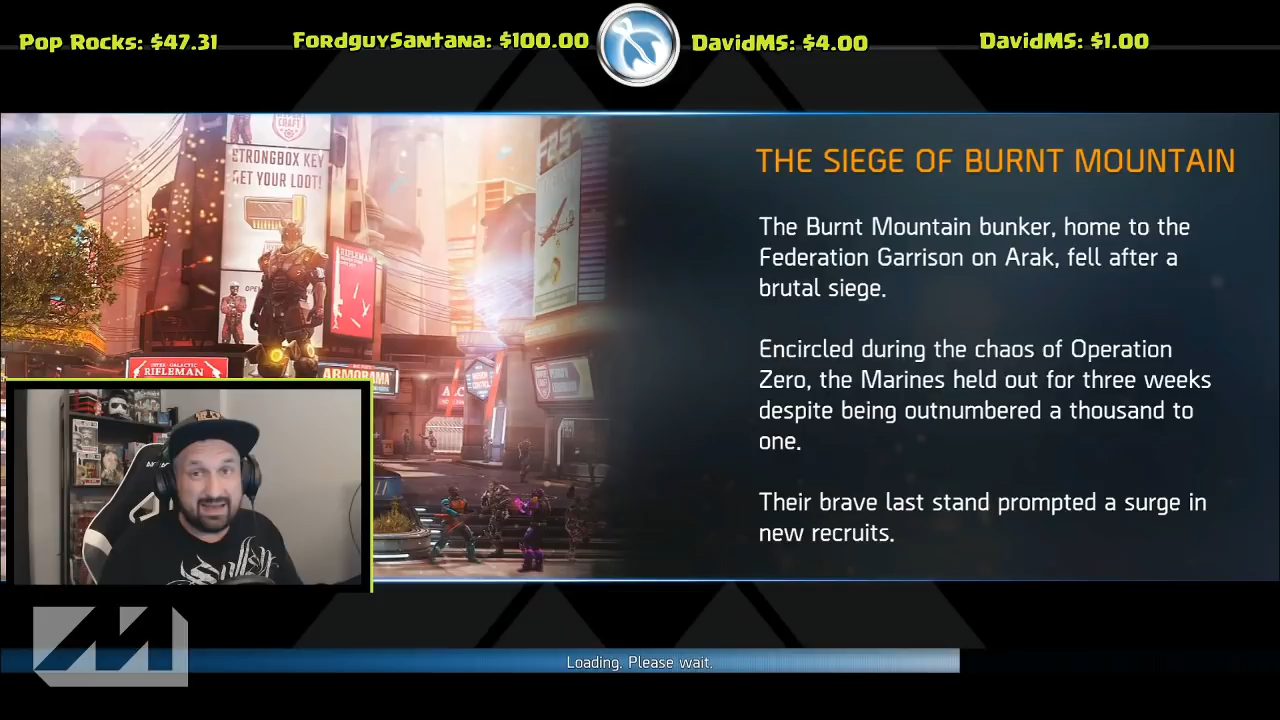 Pop Rocks: $47.31
FordguySantana: $100.00
DavidMS: $4.00
DavidMS: $1.00
THE SIEGE OF BURNT MOUNTAIN
The Burnt Mountain bunker, home to the
Federation Garrison on Arak, fell after a
brutal siege.
Encircled during the chaos of Operation
Zero, the Marines held out for three weeks
despite being outnumbered a thousand to
one.
Their brave last stand prompted a surge in
new recruits.
CRAFT
STRONGBOX KEY
GET YOUR LOOT!
RIFLEMAN
RIFLEMAN
ARMORAMA
Loading. Please wait.